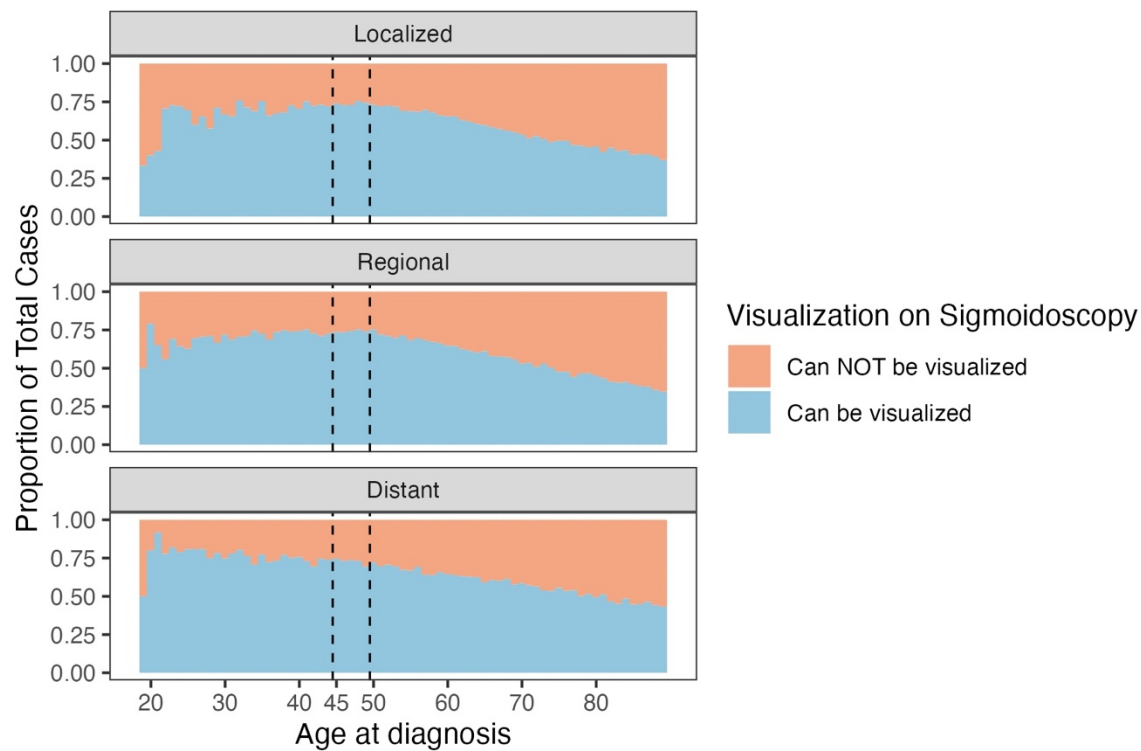 Localized
1.00
0.75
0.50
0.25
0.00
Regional
1.00
0.75
0.50
0.25
0.00
Distant
1.00
0.75
0.50
0.25
0.00
20 30 40 45 50 60 70 80
Age at diagnosis
Proportion of Total Cases
Visualization on Sigmoidoscopy
Can NOT be visualized
Can be visualized